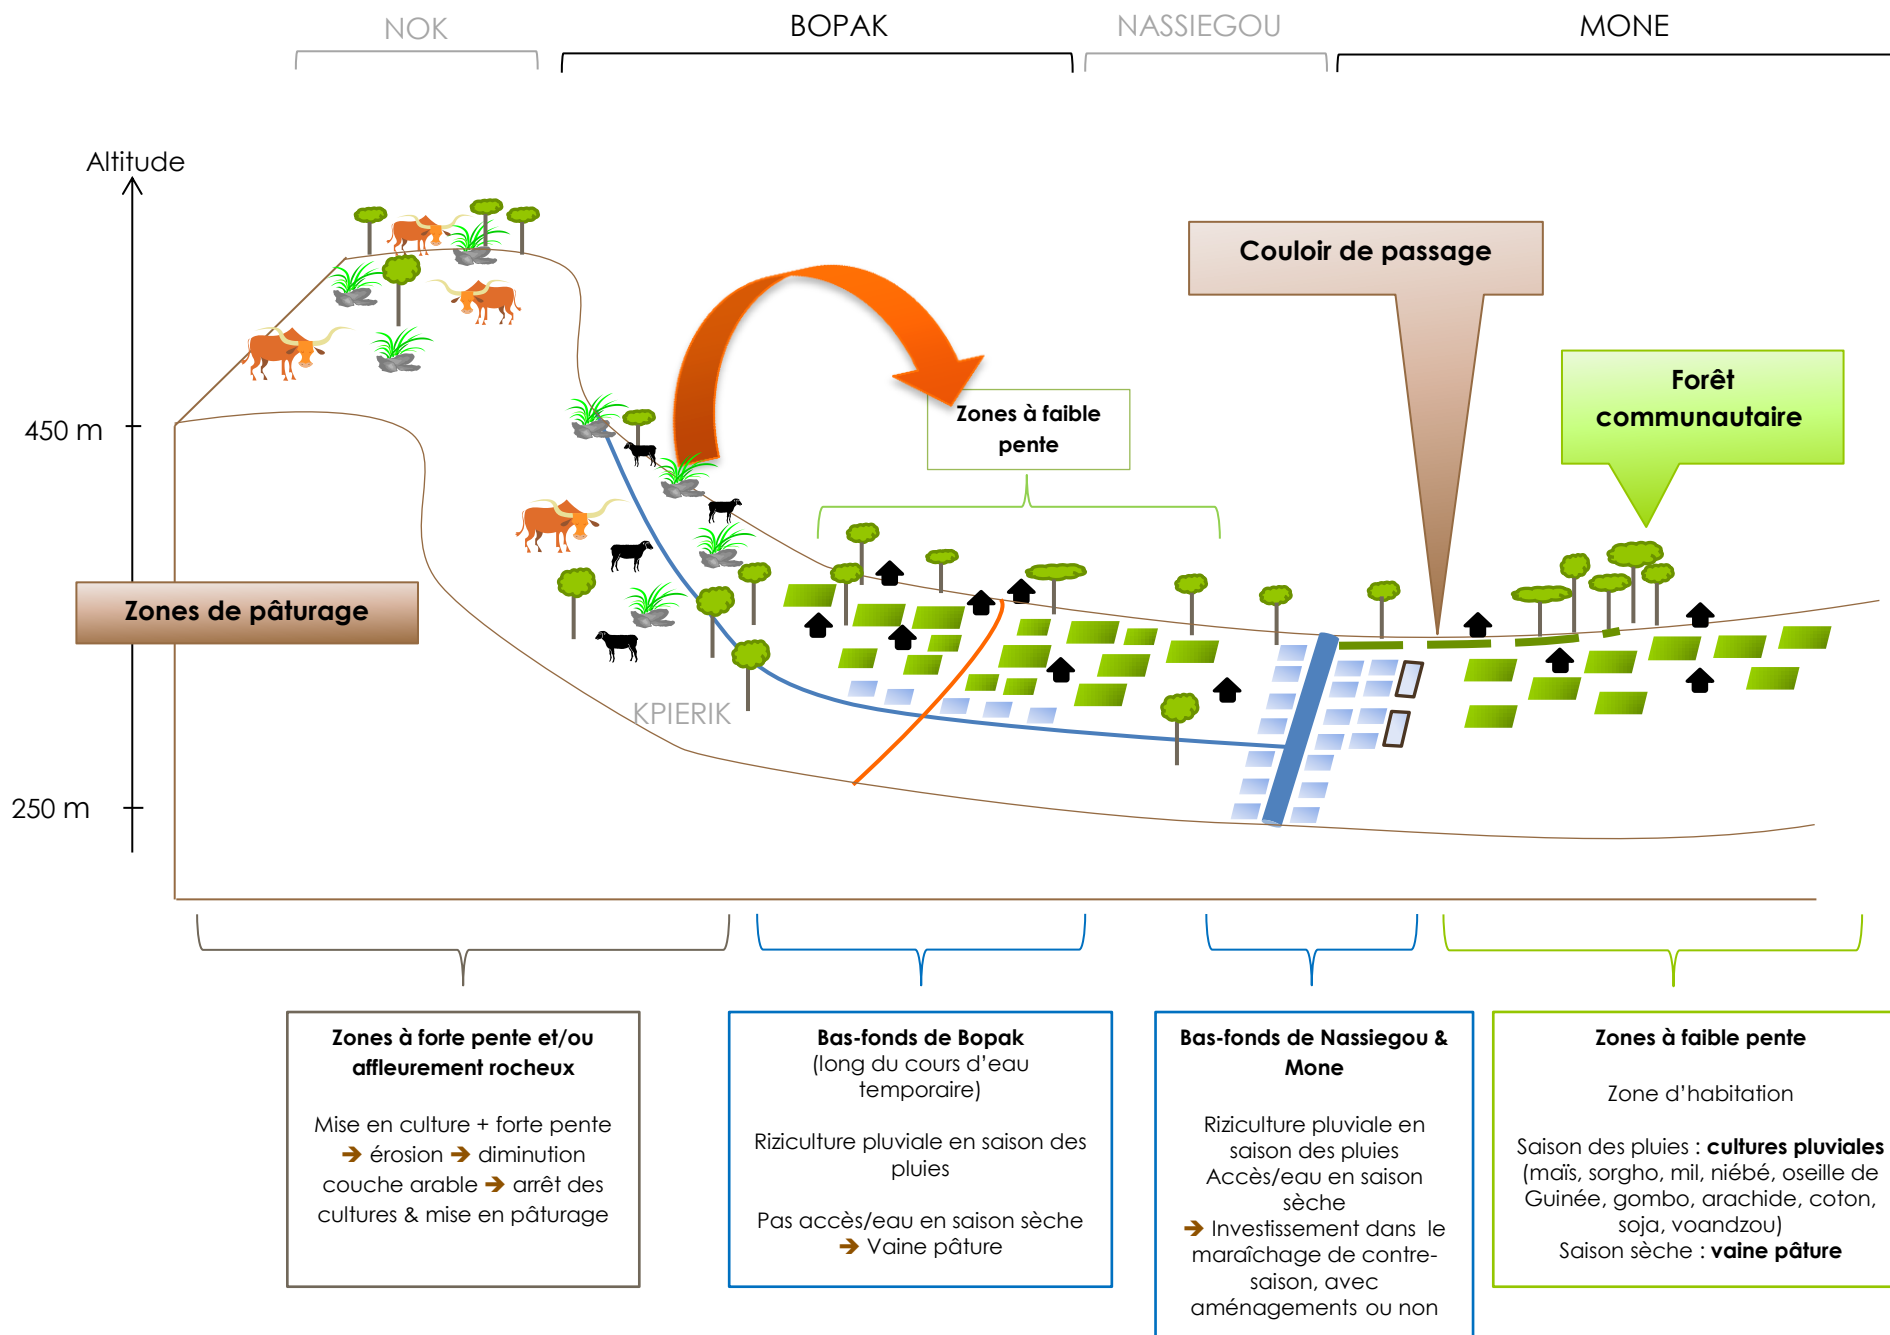 NOK
BOPAK
NASSIEGOU
MONE
Altitude
Couloir de passage
Forêt
communautaire
Zones à faible
pente
450 m
Zones de pâturage
KPIERIK
250 m
Zones à forte pente et/ou
affleurement rocheux
Mise en culture + forte pente
➔ érosion ➔ diminution
couche arable ➔ arrêt des
cultures & mise en pâturage
Bas-fonds de Bopak
(long du cours d’eau
temporaire)
Riziculture pluviale en saison des
pluies
Pas accès/eau en saison sèche
➔ Vaine pâture
Bas-fonds de Nassiegou &
Mone
Riziculture pluviale en
saison des pluies
Accès/eau en saison
sèche
➔ Investissement dans le
maraîchage de contre-
saison, avec
aménagements ou non
Zones à faible pente
Zone d’habitation
Saison des pluies : cultures pluviales
(maïs, sorgho, mil, niébé, oseille de
Guinée, gombo, arachide, coton,
soja, voandzou)
Saison sèche : vaine pâture